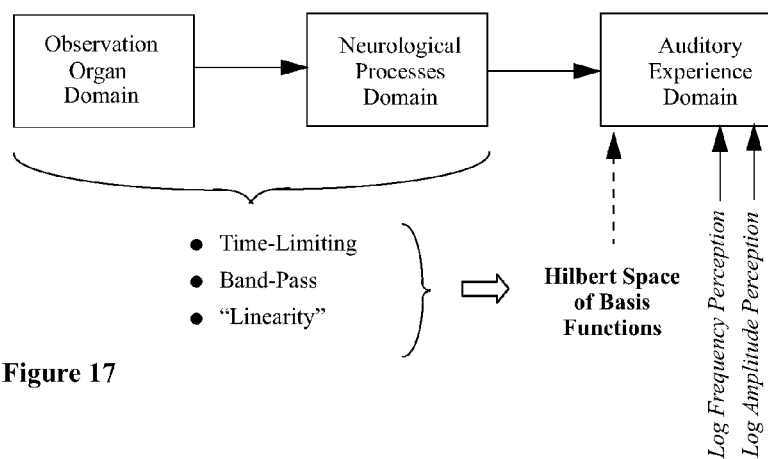 Observation
Organ
Domain
Neurological
Processes
Domain
Auditory
Experience
Domain
● Time-Limiting
● Band-Pass
● “Linearity”
Hilbert Space
of Basis
Functions
Log Frequency Perception
Log Amplitude Perception
Figure 17